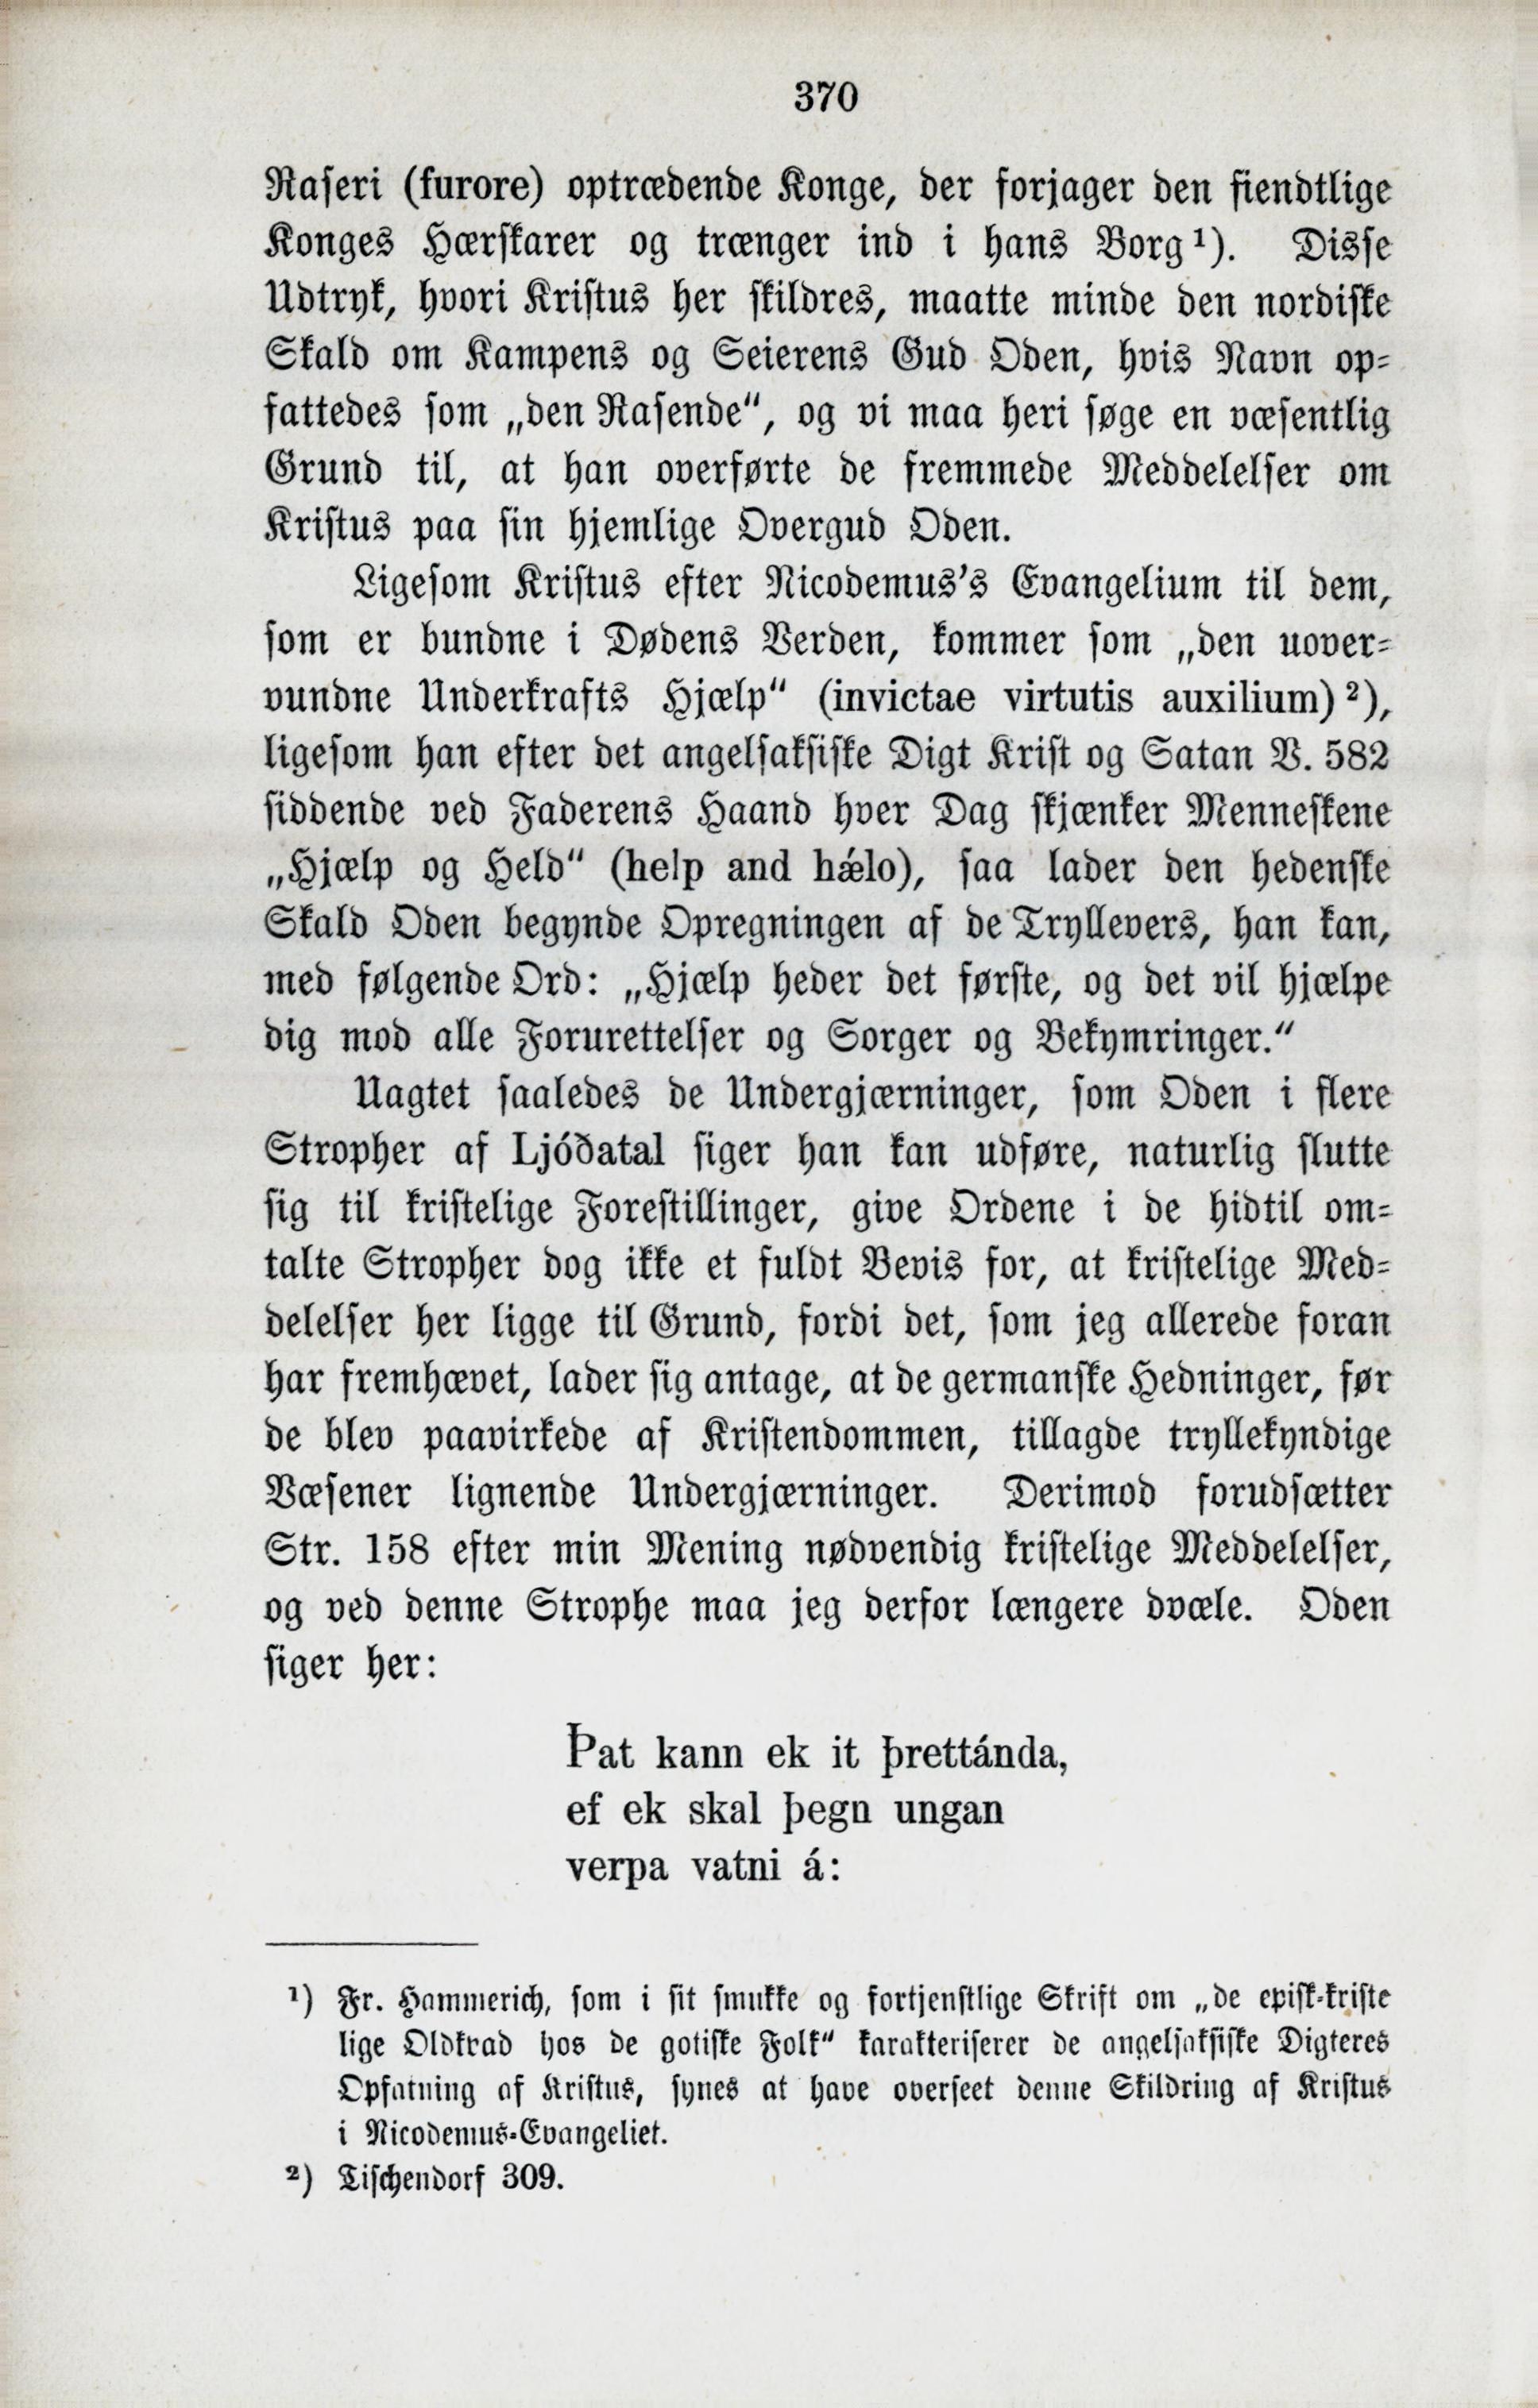 370
Raseri (furore) optrædende Konge, der forjager den fiendtlige
Konges Hærskarer og trænger ind i hans Borg¹). Disse
Udtryk, hvori Kristus her skildres, maatte minde den nordiske
Skald om Kampens og Seierens Gud Oden, hvis Navn op-
fattedes som „den Rasende“, og vi maa heri søge en væsentlig
Grund til, at han overførte de fremmede Meddelelser om
Kristus paa sin hjemlige Overgud Oden.
Ligesom Kristus efter Nicodemus's Evangelium til dem,
som er bundne i Dødens Verden, kommer som „den uover-
vundne Underkrafts Hjælp“ (invictae virtutis auxilium)²),
ligesom han efter det angelsaksiske Digt Krist og Satan V. 582
siddende ved Faderens Haand hver Dag skjænker Menneskene
„Hjælp og Held“ (help and hǽlo), saa lader den hedenske
Skald Oden begynde Opregningen af de Tryllevers, han kan,
med følgende Ord: „Hjælp heder det første, og det vil hjælpe
dig mod alle Forurettelser og Sorger og Bekymringer.“
Uagtet saaledes de Undergjærninger, som Oden i flere
Stropher af Ljóðatal siger han kan udføre, naturlig slutte
sig til kristelige Forestillinger, give Ordene i de hidtil om-
talte Stropher dog ikke et fuldt Bevis for, at kristelige Med-
delelser her ligge til Grund, fordi det, som jeg allerede foran
har fremhævet, lader sig antage, at de germanske Hedninger, før
de blev paavirkede af Kristendommen, tillagde tryllekyndige
Væsener lignende Undergjærninger. Derimod forudsætter
Str. 158 efter min Mening nødvendig kristelige Meddelelser,
og ved denne Strophe maa jeg derfor længere dvæle. Oden
siger her:
Þat kann ek it þrettánda,
ef ek skal þegn ungan
verpa vatni á:
¹) Fr. Hammerich, som i sit smukke og fortjenstlige Skrift om „de episk-kriste
lige Oldkvad hos de gotiske Folk“ karakteriserer de angelsaksiske Digteres
Opfatning af Kristus, synes at have overseet denne Skildring af Kristus
i Nicodemus-Evangeliet.
²) Tischendorf 309.